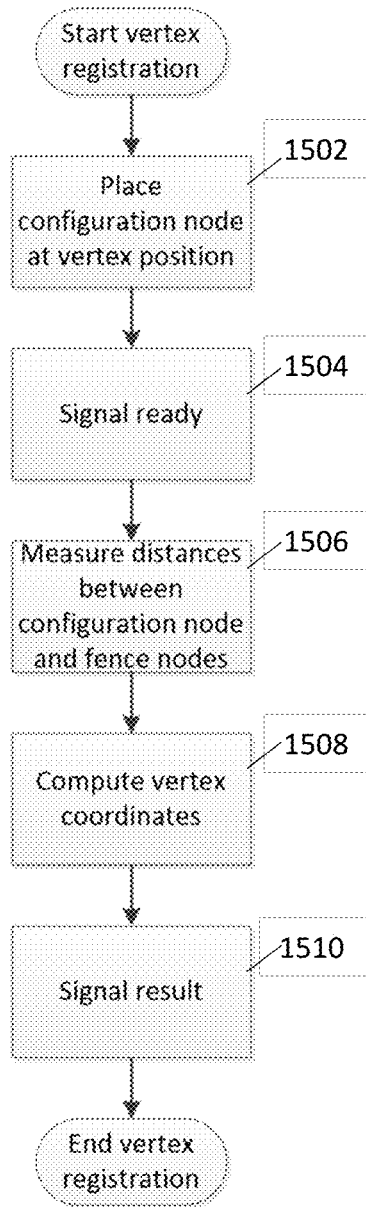 Start vertex
registration
1502
Place
configuration node
at vertex position
1504
Signal ready
1506
Measure distances
between
configuration node
and fence nodes
1508
Compute vertex
coordinates
1510
Signal result
End vertex
registration